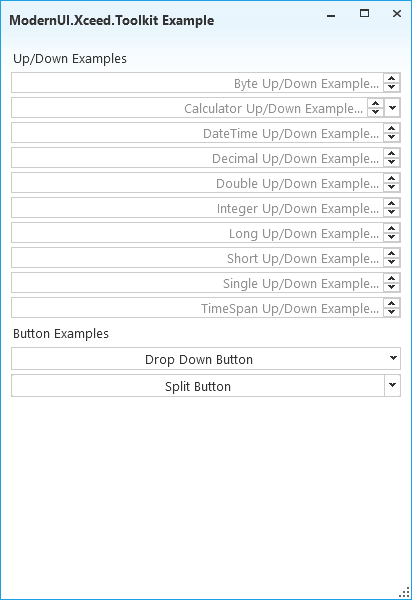 ModernUI.Xceed.Toolkit Example
Up/Down Examples
Byte Up/Down Example...
Calculator Up/Down Example...
DateTime Up/Down Example...
Decimal Up/Down Example...
Double Up/Down Example...
Integer Up/Down Example...
Long Up/Down Example...
Short Up/Down Example...
Single Up/Down Example...
TimeSpan Up/Down Example...
Button Examples
Drop Down Button
Split Button